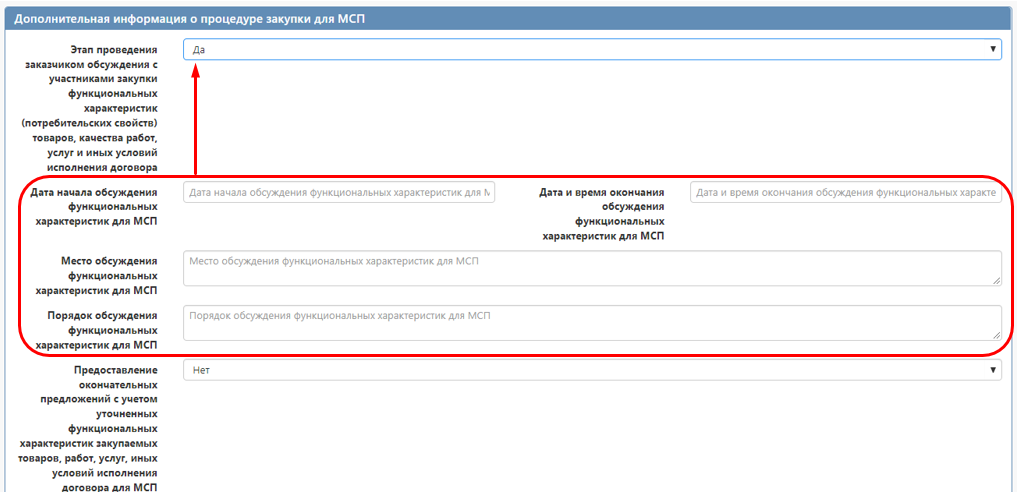 Дополнительная информация о процедуре закупки для МСП
Этап проведения
заказчиком обсуждения с
участниками закупки
функциональных
характеристик
(потребительских свойств)
товаров, качества работ,
услуг и иных условий
исполнения договора
Да
Дата начала обсуждения
функциональных
характеристик для МСП
Дата начала обсуждения функциональных характеристик для М
Дата и время окончания
обсуждения
функциональных
характеристик для МСП
Дата и время окончания обсуждения функциональных характе
Место обсуждения
функциональных
характеристик для МСП
Место обсуждения функциональных характеристик для МСП
Порядок обсуждения
функциональных
характеристик для МСП
Порядок обсуждения функциональных характеристик для МСП
Предоставление
окончательных
предложений с учетом
уточненных
функциональных
характеристик закупаемых
товаров, работ, услуг, иных
условий исполнения
договора для МСП
Нет